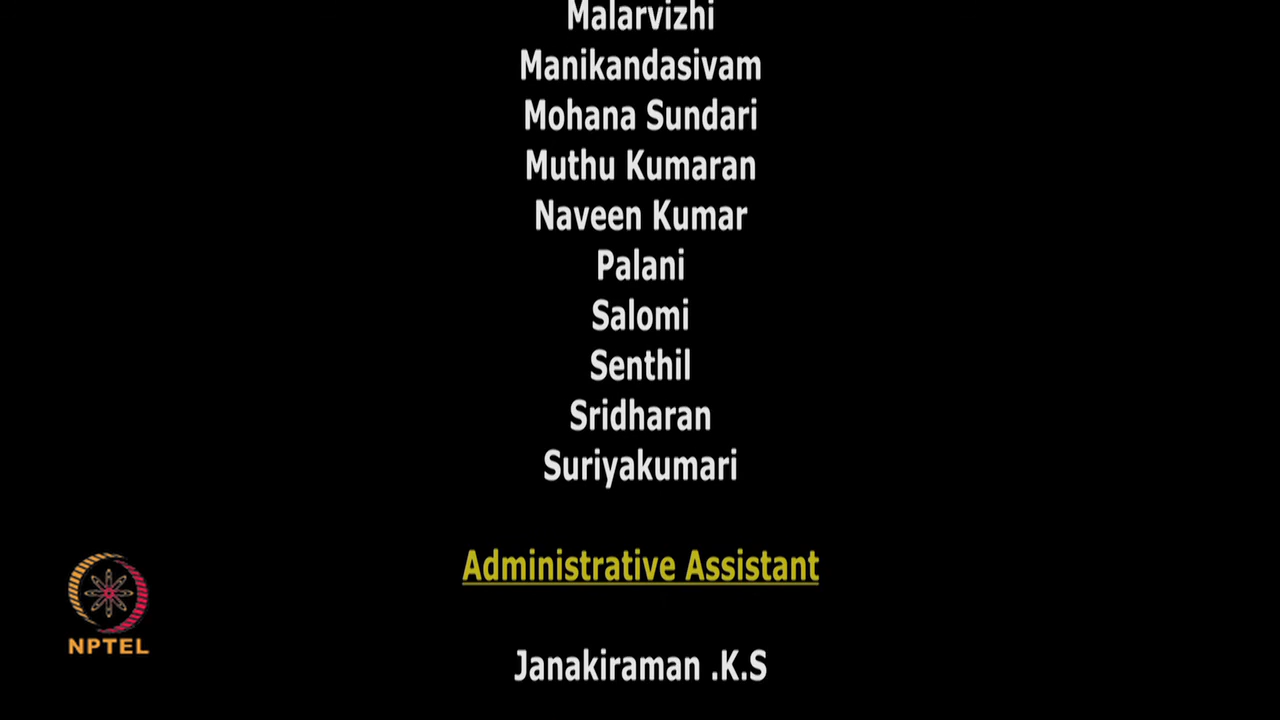 Malarvizhi
Manikandasivam
Mohana Sundari
Muthu Kumaran
Naveen Kumar
Palani
Salomi
Senthil
Sridharan
Suriyakumari
Administrative Assistant
NPTEL
Janakiraman .K.S